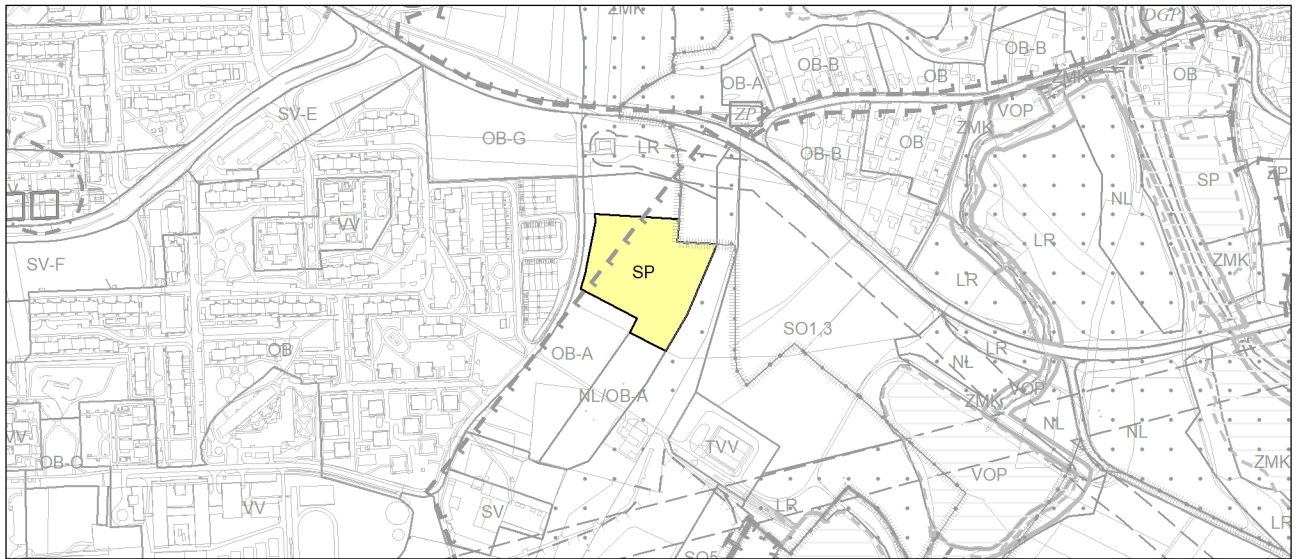 ZMK
DGP
OB-B
OB-B
OB
ZMK
OB
OB-A
SV-E
ZP
VOP
ZMK
OB-G
LR
OB-B
OB
SP
ZP
NL
VV
LR
SV-F
SP
ZMK
LR
SO1,3
OB
OB-A
LR
NL
NL/OB-A
VOP
ZMK
VV
TVV
NL
NL
OB-C
ZMK
VOP
VV
SV
LR
LR
SO5